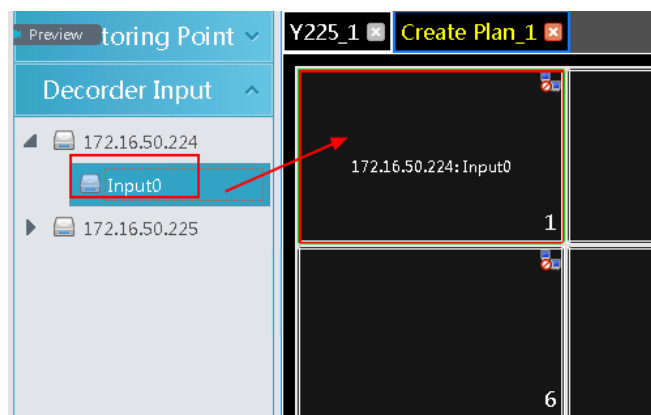 Preview toring Point
Y225_1 Create Plan_1
Decorder Input
172.16.50.224
Input0
172.16.50.225
172.16.50.224: Input0
1
6